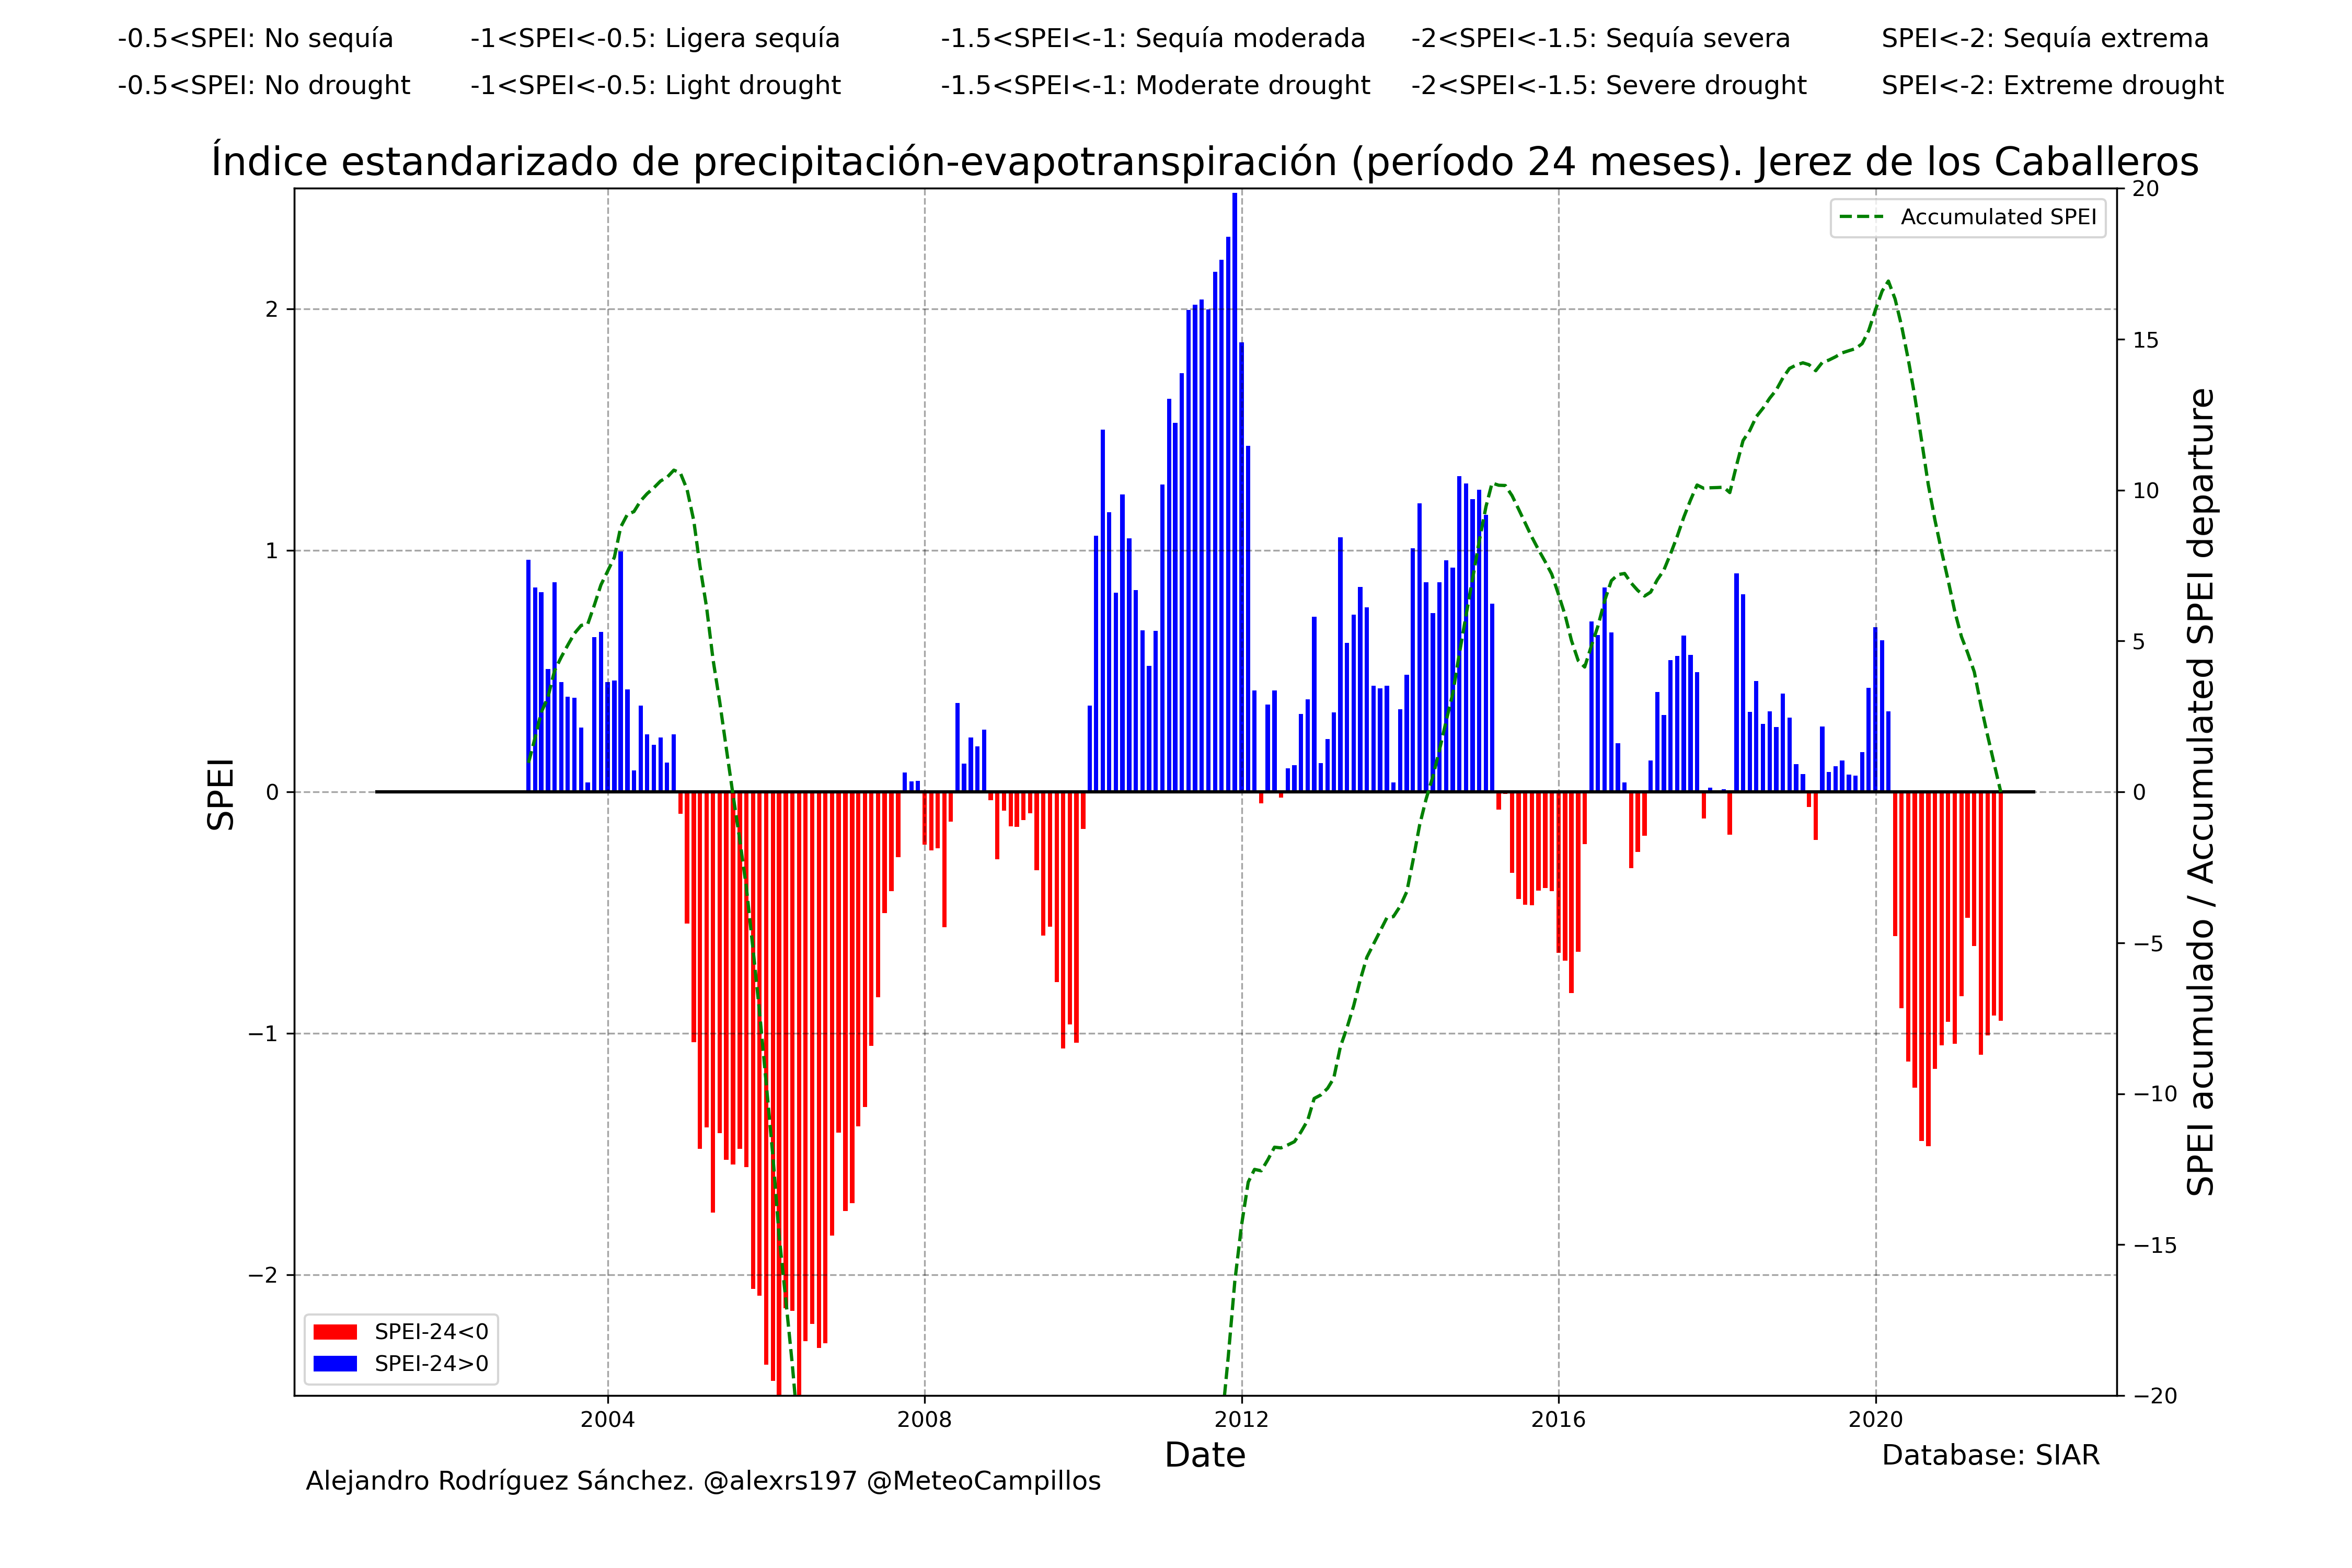 -0.5<SPEI: No sequía -1<SPEI<-0.5: Ligera sequía -1.5<SPEI<-1: Sequía moderada -2<SPEI<-1.5: Sequía severa SPEI<-2: Sequía extrema
-0.5<SPEI: No drought -1<SPEI<-0.5: Light drought -1.5<SPEI<-1: Moderate drought -2<SPEI<-1.5: Severe drought SPEI<-2: Extreme drought
Índice estandarizado de precipitación-evapotranspiración (período 24 meses). Jerez de los Caballeros
Accumulated SPEI
SPEI
2
1
0
−1
−2
20
15
10
5
0
−5
−10
−15
−20
SPEI acumulado / Accumulated SPEI departure
SPEI-24<0
SPEI-24>0
2004 2008 2012 2016 2020
Date
Database: SIAR
Alejandro Rodríguez Sánchez. @alexrs197 @MeteoCampillos